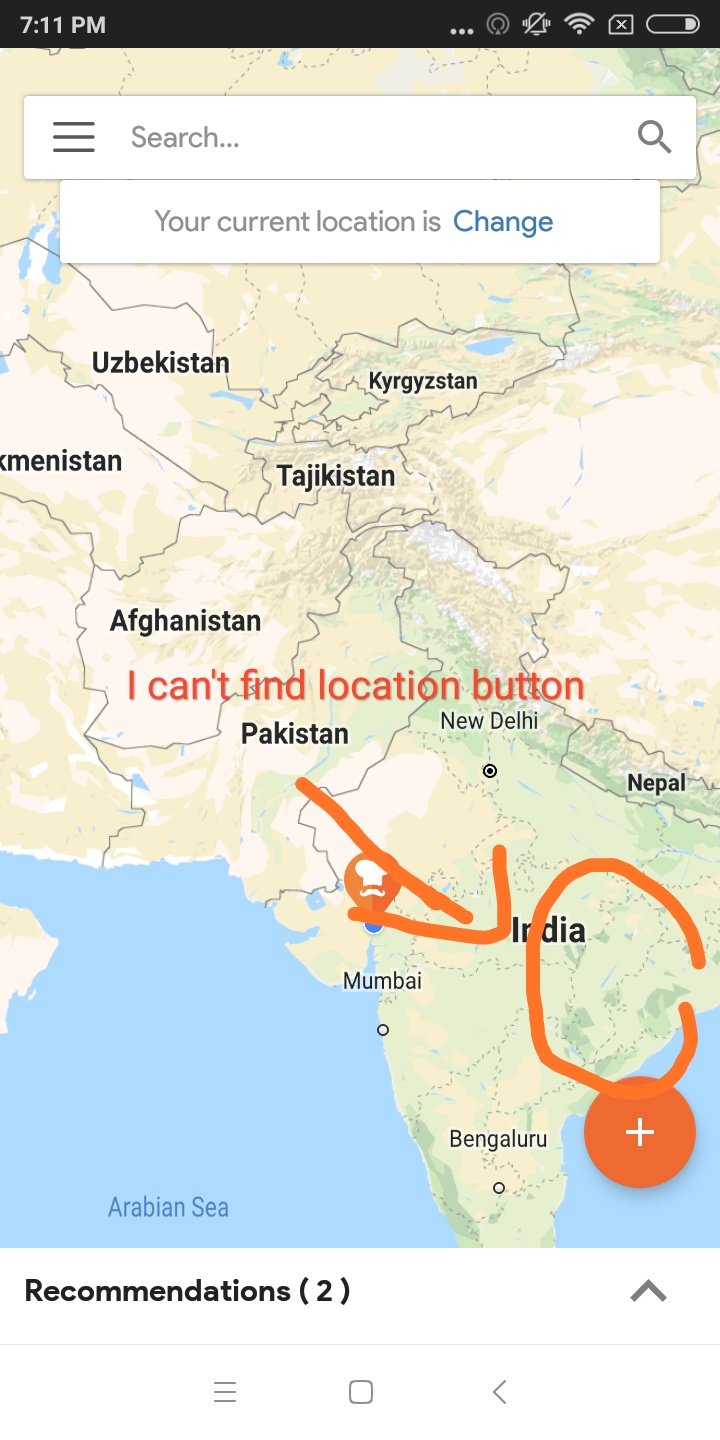 7:11 PM
Search...
Your current location is Change
Uzbekistan
Kyrgyzstan
kmenistan
Tajikistan
Afghanistan
I can't find location button
New Delhi
Pakistan
Nepal
India
Mumbai
Bengaluru
Arabian Sea
Recommendations ( 2 )